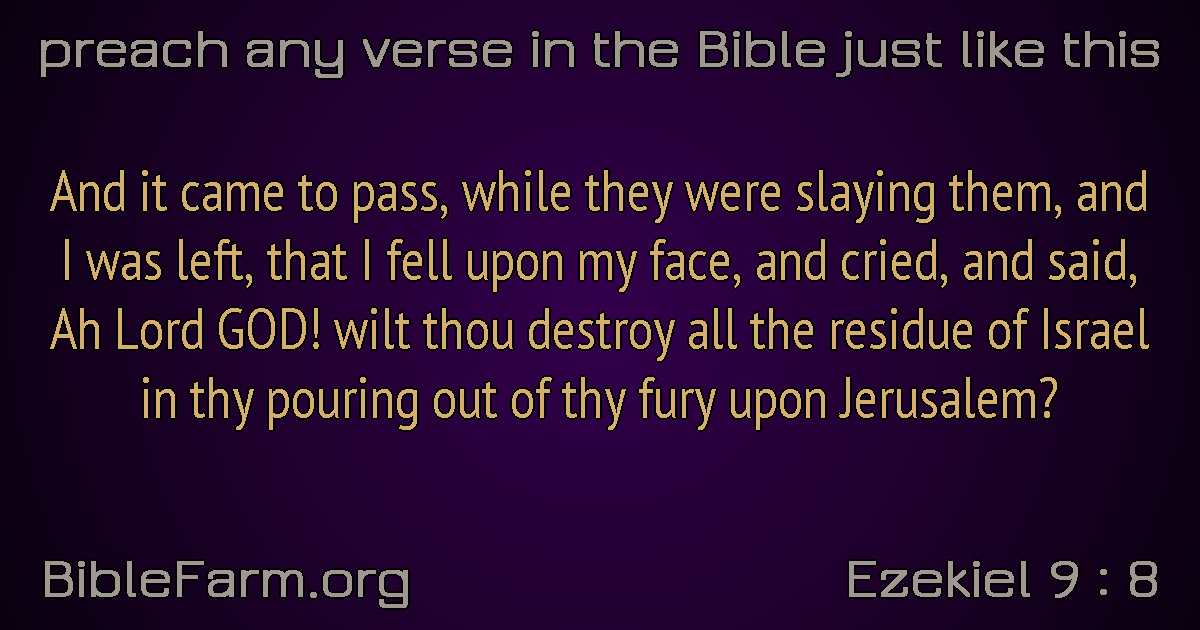 preach any verse in the Bible just like this
And it came to pass, while they were slaying them, and
I was left, that I fell upon my face, and cried, and said,
Ah Lord GOD! wilt thou destroy all the residue of Israel
in thy pouring out of thy fury upon Jerusalem?
BibleFarm.org
Ezekiel 9 : 8